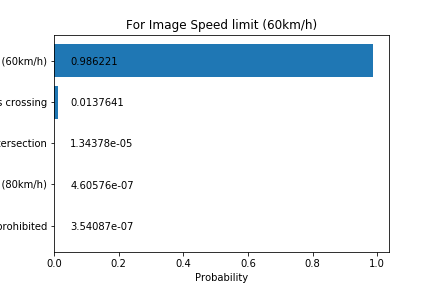 For Image Speed limit (60km/h)
(60km/h) 0.986221
s crossing 0.0137641
ersection 1.34378e-05
(80km/h) 4.60576e-07
prohibited 3.54087e-07
0.0 0.2 0.4 0.6 0.8 1.0
Probability